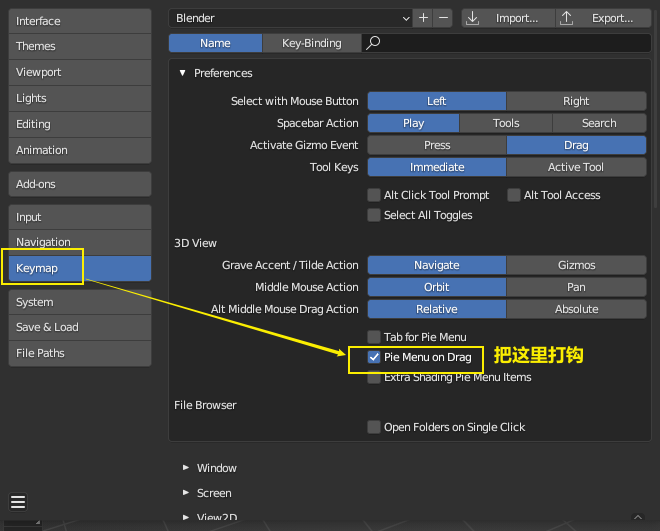 Interface
Themes
Viewport
Lights
Editing
Animation
Add-ons
Input
Navigation
Keymap
System
Save & Load
File Paths
Blender
Import...
Export...
Name
Key-Binding
Preferences
Select with Mouse Button Left Right
Spacebar Action Play Tools Search
Activate Gizmo Event Press Drag
Tool Keys Immediate Active Tool
Alt Click Tool Prompt Alt Tool Access
Select All Toggles
3D View
Grave Accent / Tilde Action Navigate Gizmos
Middle Mouse Action Orbit Pan
Alt Middle Mouse Drag Action Relative Absolute
Tab for Pie Menu
Pie Menu on Drag 把这里打钩
Extra Shading Pie Menu Items
File Browser
Open Folders on Single Click
Window
Screen
View2D